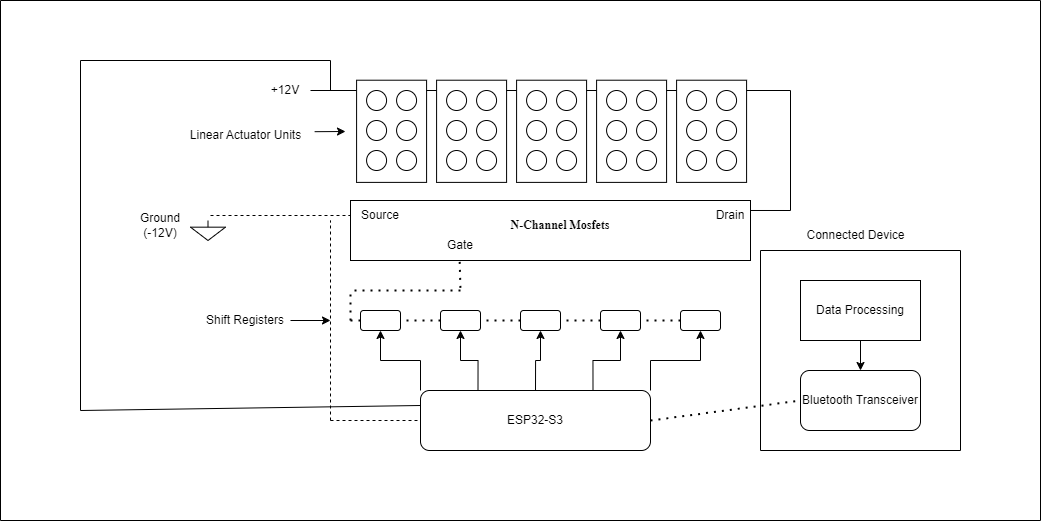 +12V
Linear Actuator Units
Ground
(-12V)
Source
N-Channel Mosfets
Drain
Gate
Connected Device
Data Processing
Shift Registers
Bluetooth Transceiver
ESP32-S3